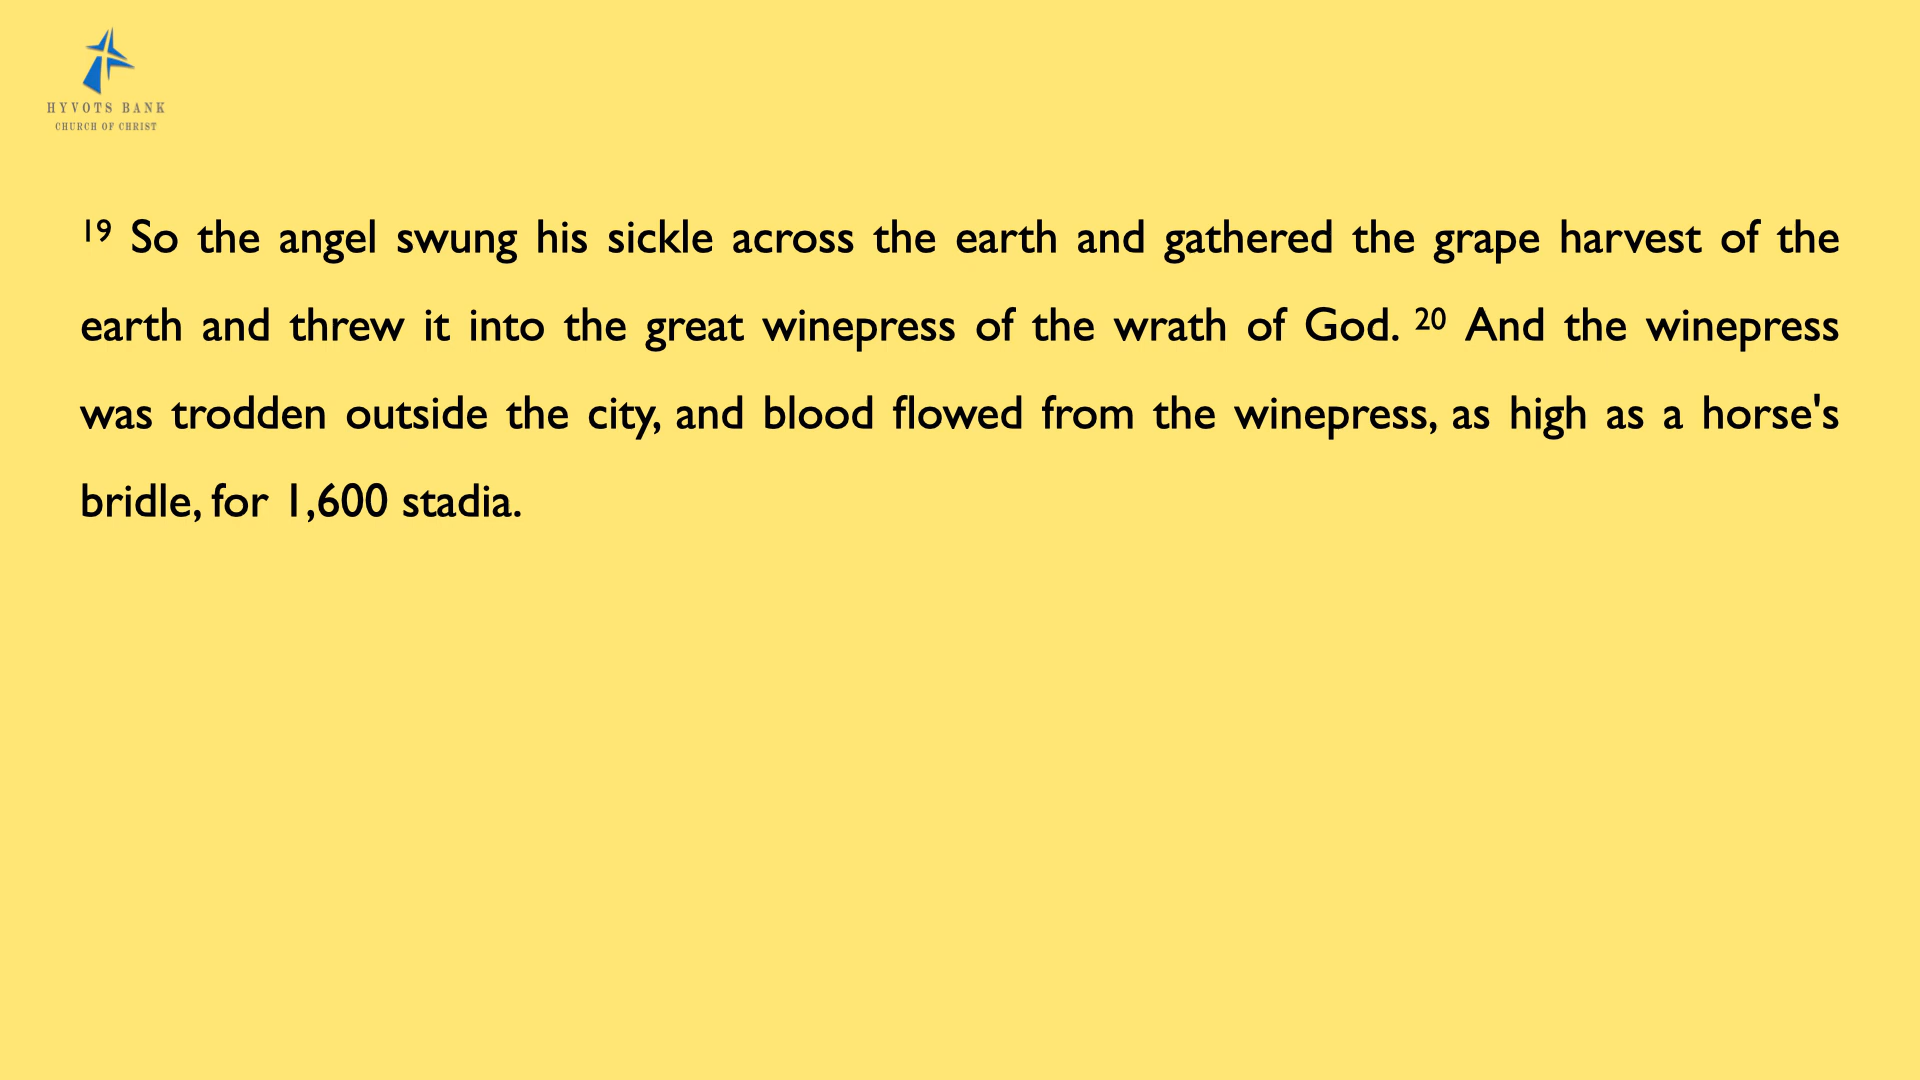 HYVOTS BANK
CHURCH OF CHRIST
19 So the angel swung his sickle across the earth and gathered the grape harvest of the
earth and threw it into the great winepress of the wrath of God. 20 And the winepress
was trodden outside the city, and blood flowed from the winepress, as high as a horse's
bridle, for 1,600 stadia.